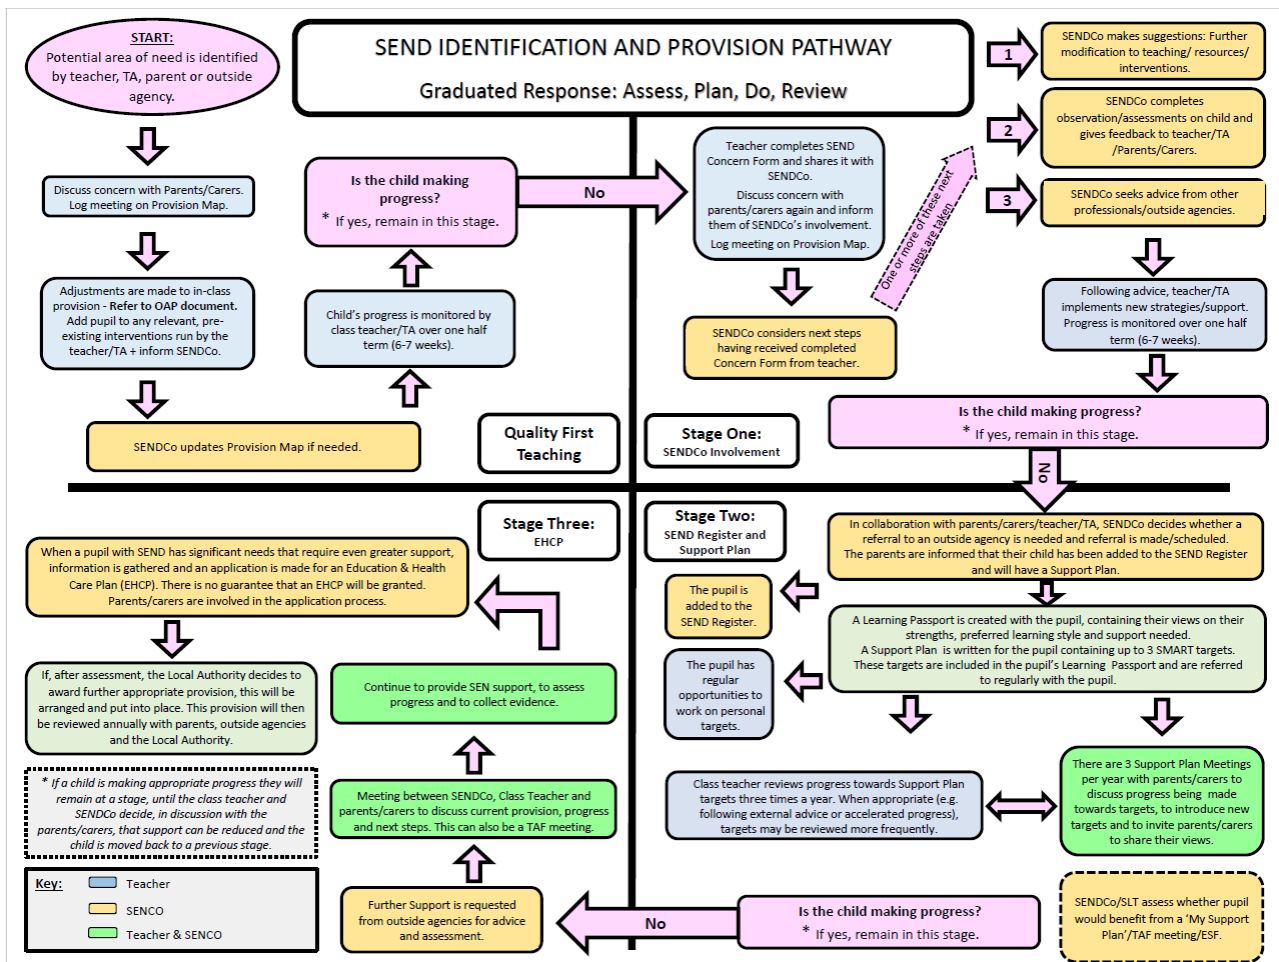 SEND IDENTIFICATION AND PROVISION PATHWAY
Graduated Response: Assess, Plan, Do, Review
START:
Potential area of need is identified
by teacher, TA, parent or outside
agency.
Discuss concern with Parents/Carers.
Log meeting on Provision Map.
Adjustments are made to in-class
provision - Refer to OAP document.
Add pupil to any relevant, pre-
existing interventions run by the
teacher/TA + inform SENDCo.
SENDCo updates Provision Map if needed.
Child's progress is monitored by
class teacher/TA over one half
term (6-7 weeks).
Is the child making
progress?
* If yes, remain in this stage.
No
Quality First
Teaching
Teacher completes SEND
Concern Form and shares it with
SENDCo.
Discuss concern with
parents/carers again and inform
them of SENDCo's involvement.
Log meeting on Provision Map.
SENDCo considers next steps
having received completed
Concern Form from teacher.
One or more of these next
steps are taken
1
SENDCo makes suggestions: Further
modification to teaching/ resources/
interventions.
2
SENDCo completes
observation/assessments on child and
gives feedback to teacher/TA
/Parents/Carers.
3
SENDCo seeks advice from other
professionals/outside agencies.
Following advice, teacher/TA
implements new strategies/support.
Progress is monitored over one half
term (6-7 weeks).
Is the child making progress?
* If yes, remain in this stage.
No
Stage One:
SENDCo Involvement
Stage Two:
SEND Register and
Support Plan
In collaboration with parents/carers/teacher/TA, SENDCo decides whether a
referral to an outside agency is needed and referral is made/scheduled.
The parents are informed that their child has been added to the SEND Register
and will have a Support Plan.
The pupil is
added to the
SEND Register.
A Learning Passport is created with the pupil, containing their views on their
strengths, preferred learning style and support needed.
A Support Plan is written for the pupil containing up to 3 SMART targets.
These targets are included in the pupil's Learning Passport and are referred
to regularly with the pupil.
The pupil has
regular
opportunities to
work on personal
targets.
Class teacher reviews progress towards Support Plan
targets three times a year. When appropriate (e.g.
following external advice or accelerated progress),
targets may be reviewed more frequently.
There are 3 Support Plan Meetings
per year with parents/carers to
discuss progress being made
towards targets, to introduce new
targets and to invite parents/carers
to share their views.
SENDCo/SLT assess whether pupil
would benefit from a 'My Support
Plan'/TAF meeting/ESF.
Is the child making progress?
* If yes, remain in this stage.
No
Stage Three:
EHCP
Further Support is requested
from outside agencies for advice
and assessment.
Meeting between SENDCo, Class Teacher and
parents/carers to discuss current provision, progress
and next steps. This can also be a TAF meeting.
Continue to provide SEN support, to assess
progress and to collect evidence.
When a pupil with SEND has significant needs that require even greater support,
information is gathered and an application is made for an Education & Health
Care Plan (EHCP). There is no guarantee that an EHCP will be granted.
Parents/carers are involved in the application process.
If, after assessment, the Local Authority decides to
award further appropriate provision, this will be
arranged and put into place. This provision will then
be reviewed annually with parents, outside agencies
and the Local Authority.
* If a child is making appropriate progress they will
remain at a stage, until the class teacher and
SENDCo decide, in discussion with the
parents/carers, that support can be reduced and the
child is moved back to a previous stage.
Key:
Teacher
SENCO
Teacher & SENCO